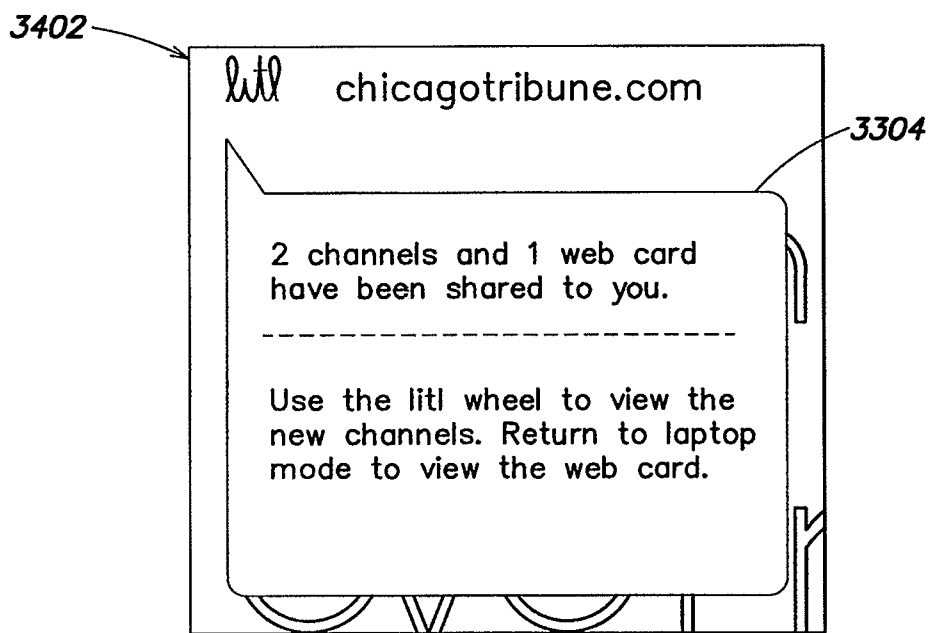 3402
litl chicagotribune.com
3304
2 channels and 1 web card
have been shared to you.
Use the litl wheel to view the
new channels. Return to laptop
mode to view the web card.